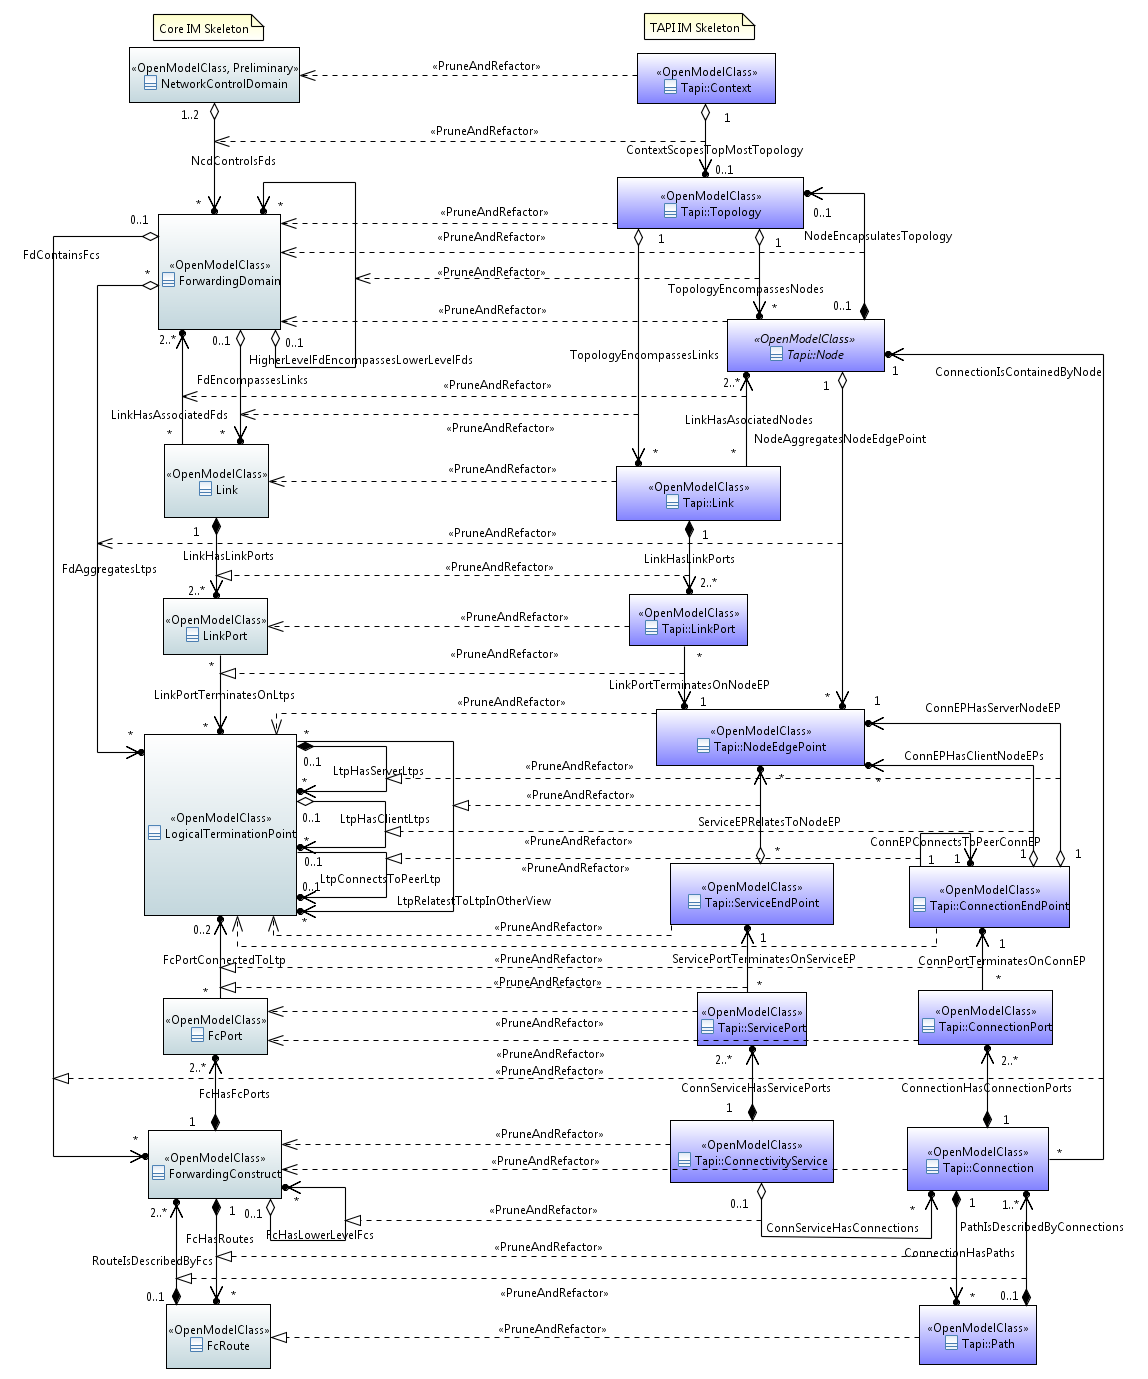 Core IM Skeleton
TAPI IM Skeleton
«OpenModelClass, Preliminary»
NetworkControlDomain
«PruneAndRefactor»
«OpenModelClass»
Tapi::Context
1..2
1
«PruneAndRefactor»
NcdControlsFds
ContextScopesTopMostTopology
0..1
*
*
0..1
«PruneAndRefactor»
«OpenModelClass»
Tapi::Topology
0..1
FdContainsFcs
«PruneAndRefactor»
1
1
NodeEncapsulatesTopology
*
«OpenModelClass»
ForwardingDomain
«PruneAndRefactor»
TopologyEncompassesNodes
*
0..1
«PruneAndRefactor»
2..*
0..1
0..1
HigherLevelFdEncompassesLowerLevelFds
TopologyEncompassesLinks
«OpenModelClass»
Tapi::Node
FdEncompassesLinks
«PruneAndRefactor»
2..*
1
1
ConnectionIsContainedByNode
LinkHasAssociatedFds
LinkHasAsociatedNodes
*
*
«PruneAndRefactor»
NodeAggregatesNodeEdgePoint
*
*
«OpenModelClass»
Link
«PruneAndRefactor»
«OpenModelClass»
Tapi::Link
1
«PruneAndRefactor»
1
LinkHasLinkPorts
LinkHasLinkPorts
FdAggregatesLtps
«PruneAndRefactor»
2..*
2..*
«OpenModelClass»
LinkPort
«PruneAndRefactor»
«OpenModelClass»
Tapi::LinkPort
*
«PruneAndRefactor»
*
LinkPortTerminatesOnLtps
LinkPortTerminatesOnNodeEP
«PruneAndRefactor»
1
*
1
ConnEPHasServerNodeEP
*
*
*
«OpenModelClass»
Tapi::NodeEdgePoint
0..1
LtpHasServerLtps
«PruneAndRefactor»
*
ConnEPHasClientNodeEPs
*
*
«PruneAndRefactor»
«OpenModelClass»
LogicalTerminationPoint
0..1
LtpHasClientLtps
ServiceEPRelatesToNodeEP
*
«PruneAndRefactor»
ConnEPConnectsToPeerConnEP
*
1
1
1
1
0..1
«PruneAndRefactor»
LtpConnectsToPeerLtp
0..1
«OpenModelClass»
Tapi::ServiceEndPoint
«OpenModelClass»
Tapi::ConnectionEndPoint
LtpRelatesToLtpInOtherView
*
0..2
«PruneAndRefactor»
1
1
FcPortConnectedToLtp
«PruneAndRefactor»
ServicePortTerminatesOnServiceEP
ConnPortTerminatesOnConnEP
*
«PruneAndRefactor»
*
*
«OpenModelClass»
FcPort
«PruneAndRefactor»
«OpenModelClass»
Tapi::ServicePort
«OpenModelClass»
Tapi::ConnectionPort
2..*
«PruneAndRefactor»
2..*
2..*
«PruneAndRefactor»
FcHasFcPorts
ConnServiceHasServicePorts
ConnectionHasConnectionPorts
1
1
1
*
«PruneAndRefactor»
«OpenModelClass»
ForwardingConstruct
«PruneAndRefactor»
«OpenModelClass»
Tapi::ConnectivityService
«OpenModelClass»
Tapi::Connection
*
2..*
1
0..1
*
«PruneAndRefactor»
0..1
*
1
1..*
FcHasRoutes
FcHasLowerLevelFcs
ConnServiceHasConnections
PathIsDescribedByConnections
RouteIsDescribedByFcs
«PruneAndRefactor»
ConnectionHasPaths
0..1
*
«PruneAndRefactor»
*
0..1
«OpenModelClass»
FcRoute
«PruneAndRefactor»
«OpenModelClass»
Tapi::Path